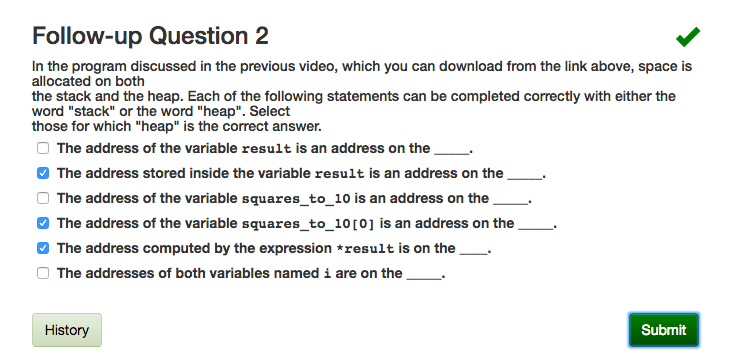 Follow-up Question 2
In the program discussed in the previous video, which you can download from the link above, space is
allocated on both
the stack and the heap. Each of the following statements can be completed correctly with either the
word "stack" or the word "heap". Select
those for which "heap" is the correct answer.
The address of the variable result is an address on the _____.
The address stored inside the variable result is an address on the _____.
The address of the variable squares_to_10 is an address on the _____.
The address of the variable squares_to_10[0] is an address on the _____.
The address computed by the expression *result is on the ____.
The addresses of both variables named i are on the _____.
History
Submit